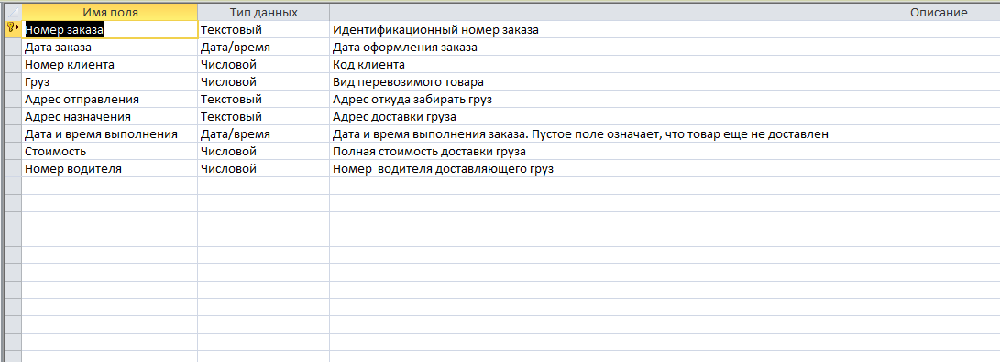 Имя поля Тип данных Описание
Номер заказа Текстовый Идентификационный номер заказа
Дата заказа Дата/время Дата оформления заказа
Номер клиента Числовой Код клиента
Груз Числовой Вид перевозимого товара
Адрес отправления Текстовый Адрес откуда забирать груз
Адрес назначения Текстовый Адрес доставки груза
Дата и время выполнения Дата/время Дата и время выполнения заказа. Пустое поле означает, что товар еще не доставлен
Стоимость Числовой Полная стоимость доставки груза
Номер водителя Числовой Номер  водителя доставляющего груз